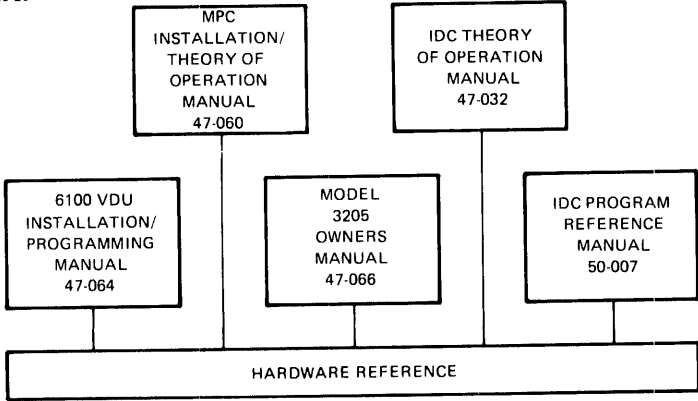 MPC
INSTALLATION/
THEORY OF
OPERATION
MANUAL
47-060
IDC THEORY
OF OPERATION
MANUAL
47-032
6100 VDU
INSTALLATION/
PROGRAMMING
MANUAL
47-064
MODEL
3205
OWNERS
MANUAL
47-066
IDC PROGRAM
REFERENCE
MANUAL
50-007
HARDWARE REFERENCE